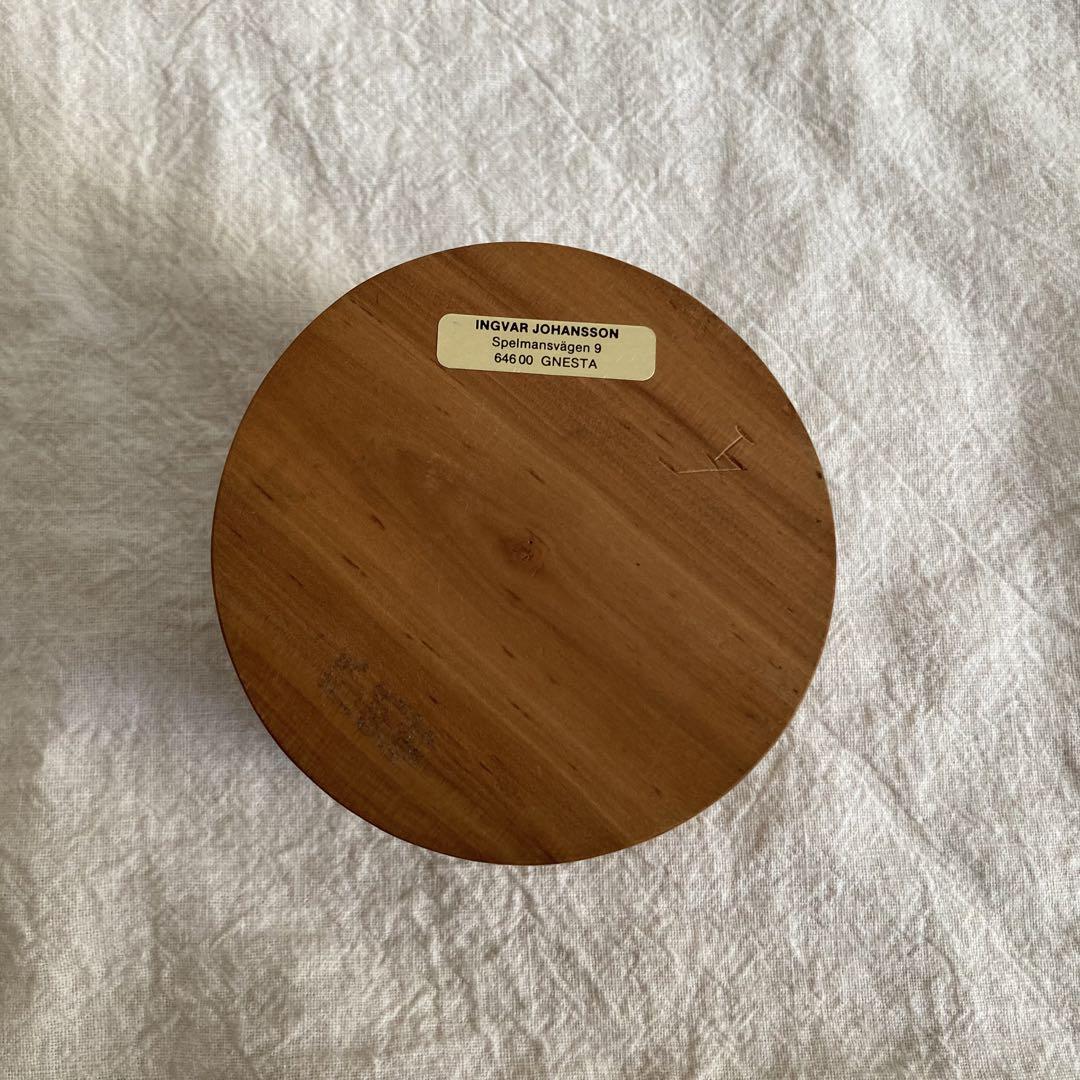 INGVAR JOHANSSON
Spelmansvägen 9
646 00 GNESTA